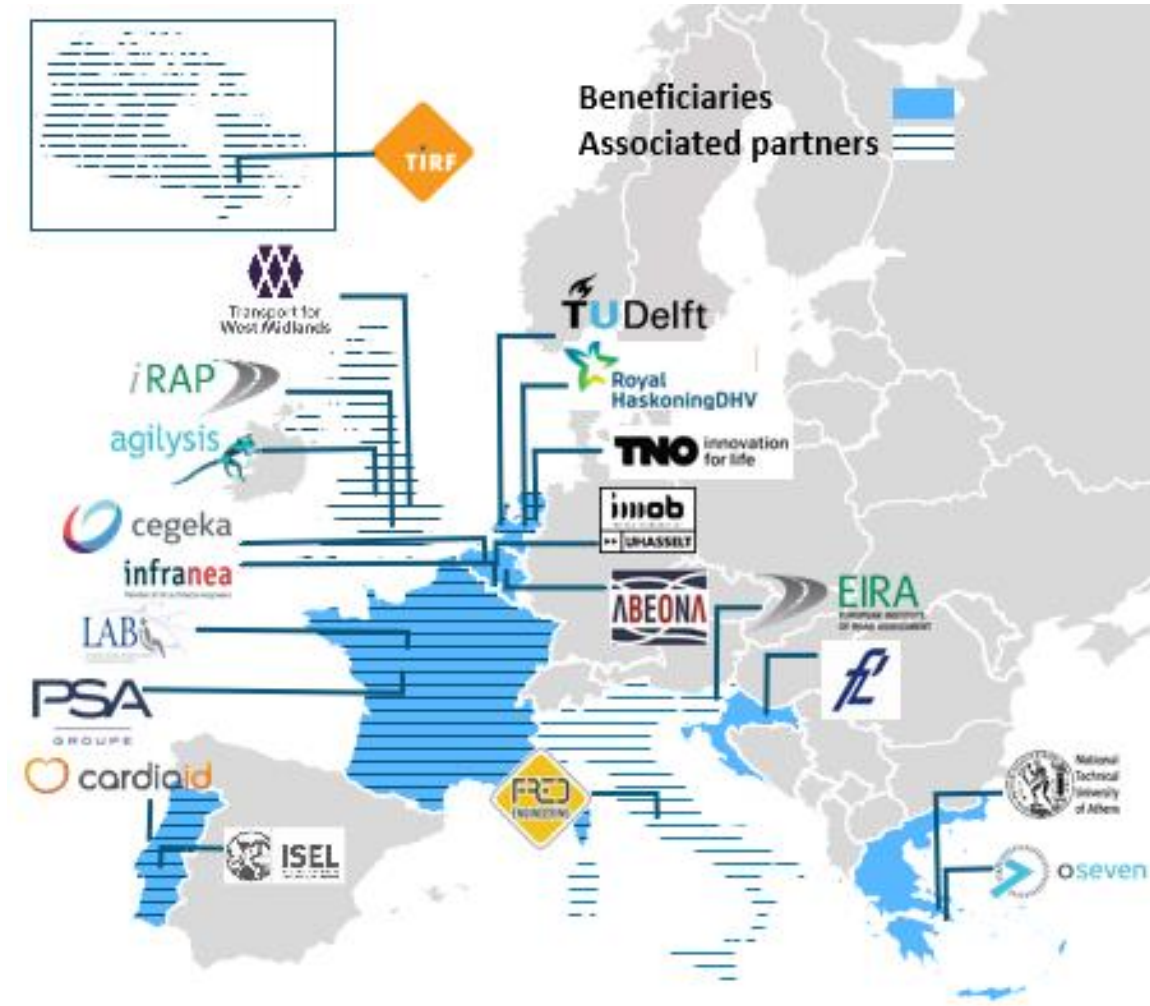 Beneficiaries
Associated partners
TIRF
Transport for
West Midlands
iRAP
agilysis
cegeka
infranea
LAB
PSA
GROUPE
cardioid
ISEL
TUDelft
Royal
HaskoningDHV
TNO innovation
for life
imob
UHASSELT
ABEONA
EIRA
EUROPEAN INSTITUTE
OF ROAD ASSESSMENT
FRED
ENGINEERING
National
Technical
University
of Athens
oseven